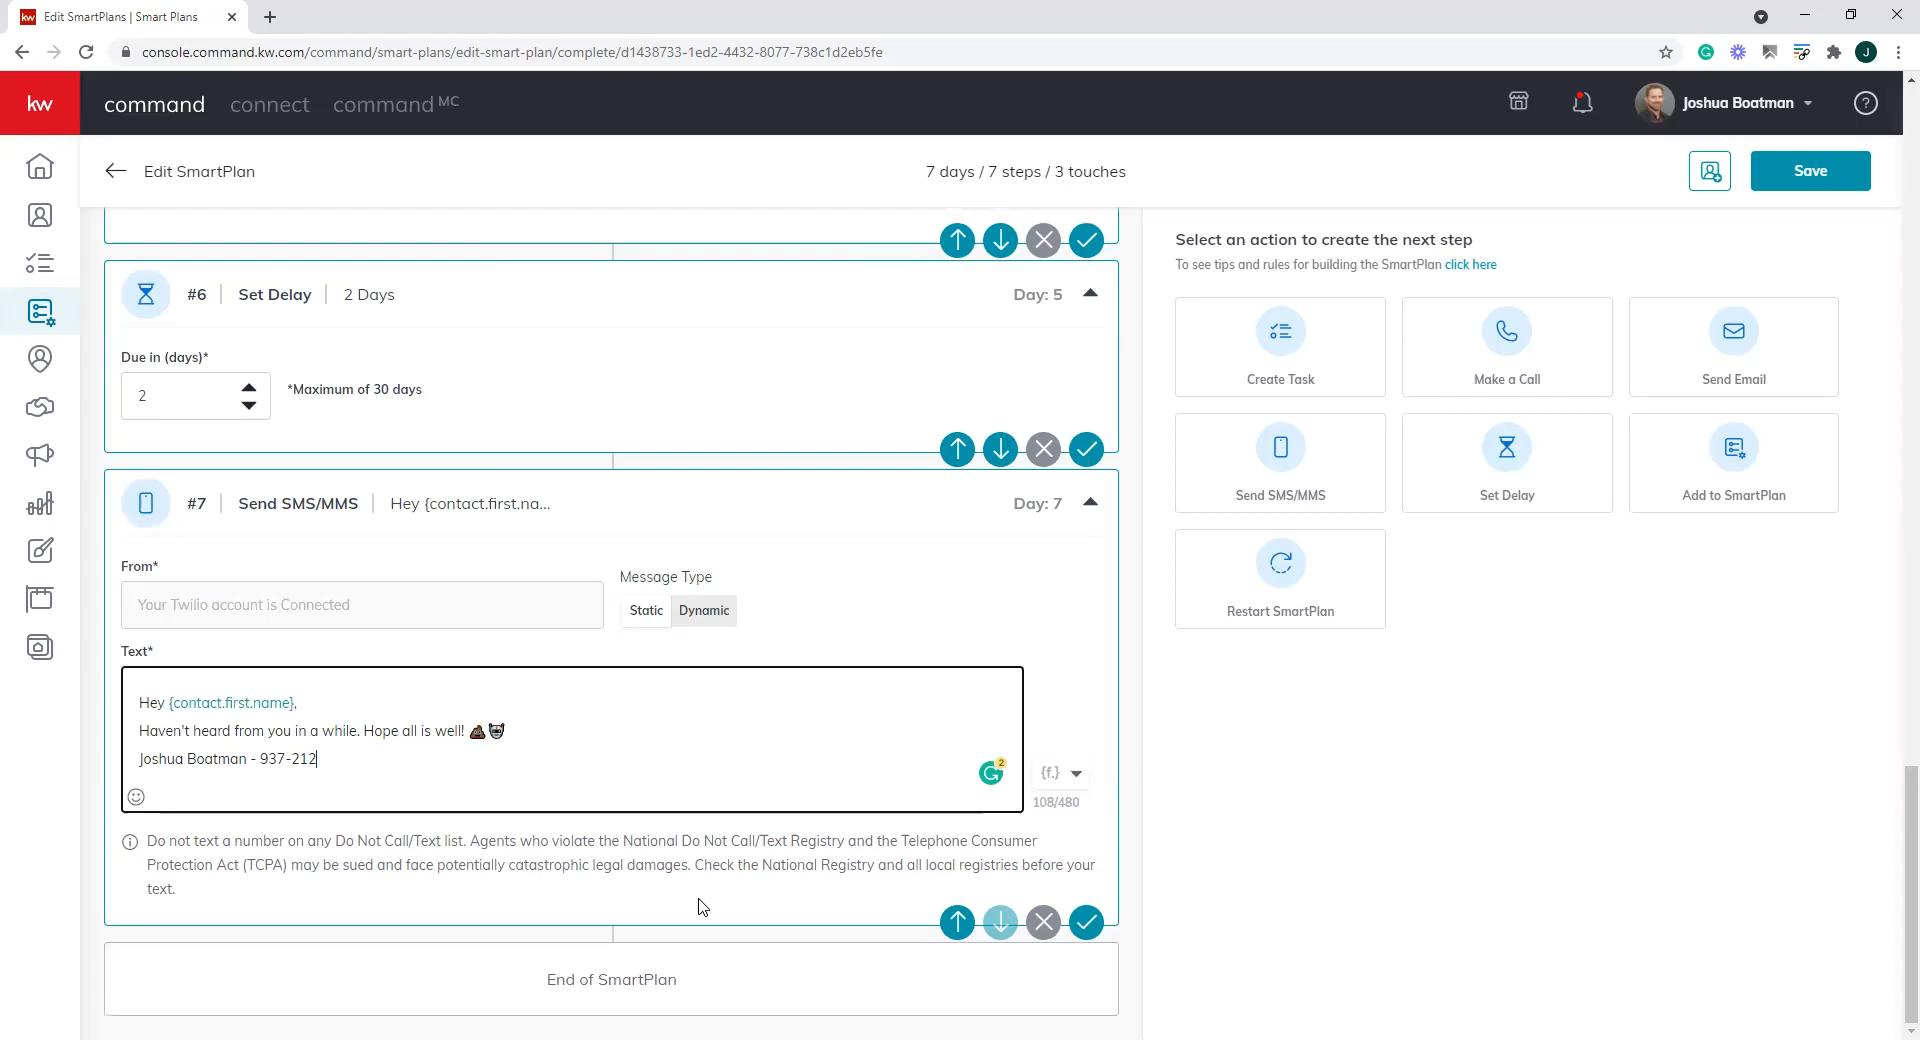 Edit SmartPlans | Smart Plans
console.command.kw.com/command/smart-plans/edit-smart-plan/complete/d1438733-1ed2-4432-8077-738c1d2eb5fe
J
kw
command connect command MC
Joshua Boatman
Edit SmartPlan
7 days / 7 steps / 3 touches
Save
#6 Set Delay 2 Days Day: 5
Due in (days)*
2
*Maximum of 30 days
#7 Send SMS/MMS Hey {contact.first.na... Day: 7
From*
Message Type
Your Twilio account is Connected
Static Dynamic
Text*
Hey {contact.first.name},
Haven't heard from you in a while. Hope all is well! 💩🤖
Joshua Boatman - 937-212
2
{f.}
108/480
Do not text a number on any Do Not Call/Text list. Agents who violate the National Do Not Call/Text Registry and the Telephone Consumer
Protection Act (TCPA) may be sued and face potentially catastrophic legal damages. Check the National Registry and all local registries before your
text.
End of SmartPlan
Select an action to create the next step
To see tips and rules for building the SmartPlan click here
Create Task
Make a Call
Send Email
Send SMS/MMS
Set Delay
Add to SmartPlan
Restart SmartPlan